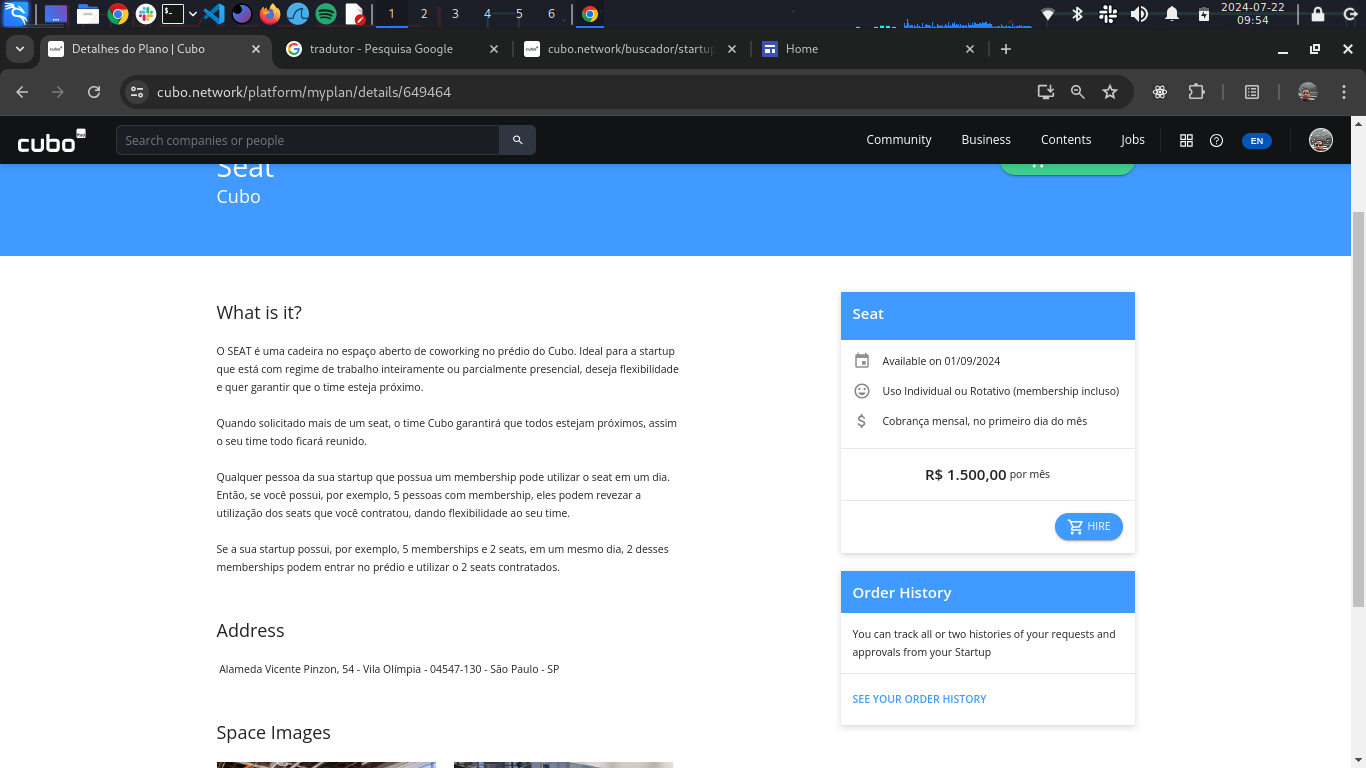 1 2 3 4 5 6
2024-07-22
09:54
Detalhes do Plano | Cubo
tradutor - Pesquisa Google
cubo.network/buscador/startup
Home
cubo.network/platform/myplan/details/649464
cubo
Search companies or people
Community
Business
Contents
Jobs
EN
Seat
Cubo
What is it?
O SEAT é uma cadeira no espaço aberto de coworking no prédio do Cubo. Ideal para a startup
que está com regime de trabalho inteiramente ou parcialmente presencial, deseja flexibilidade
e quer garantir que o time esteja próximo.
Quando solicitado mais de um seat, o time Cubo garantirá que todos estejam próximos, assim
o seu time todo ficará reunido.
Qualquer pessoa da sua startup que possua um membership pode utilizar o seat em um dia.
Então, se você possui, por exemplo, 5 pessoas com membership, eles podem revezar a
utilização dos seats que você contratou, dando flexibilidade ao seu time.
Se a sua startup possui, por exemplo, 5 memberships e 2 seats, em um mesmo dia, 2 desses
memberships podem entrar no prédio e utilizar o 2 seats contratados.
Address
Alameda Vicente Pinzon, 54 - Vila Olímpia - 04547-130 - São Paulo - SP
Space Images
Seat
Available on 01/09/2024
Uso Individual ou Rotativo (membership incluso)
Cobrança mensal, no primeiro dia do mês
R$ 1.500,00 por mês
HIRE
Order History
You can track all or two histories of your requests and
approvals from your Startup
SEE YOUR ORDER HISTORY